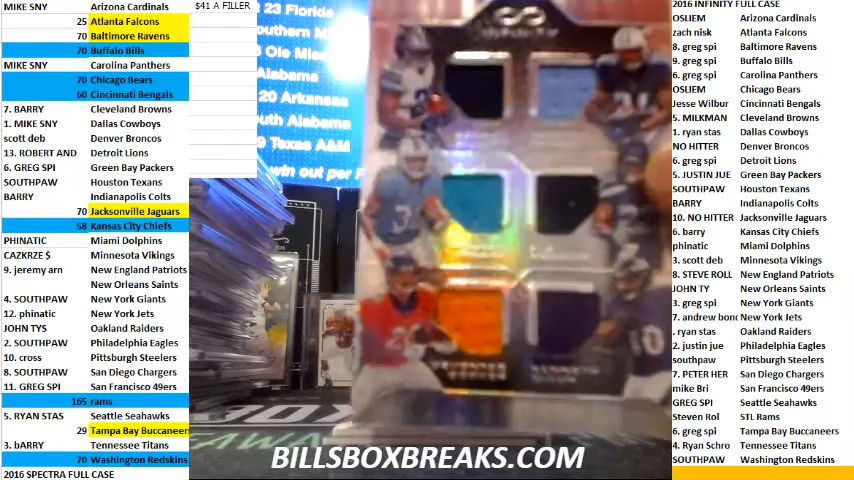 MIKE SNY Arizona Cardinals
25 Atlanta Falcons
70 Baltimore Ravens
70 Buffalo Bills
MIKE SNY Carolina Panthers
70 Chicago Bears
60 Cincinnati Bengals
7. BARRY Cleveland Browns
1. MIKE SNY Dallas Cowboys
scott deb Denver Broncos
13. ROBERT AND Detroit Lions
6. GREG SPI Green Bay Packers
SOUTHPAW Houston Texans
BARRY Indianapolis Colts
70 Jacksonville Jaguars
58 Kansas City Chiefs
PHINATIC Miami Dolphins
CAZKRZE $ Minnesota Vikings
9. jeremy arn New England Patriots
New Orleans Saints
4. SOUTHPAW New York Giants
12. phinatic New York Jets
JOHN TYS Oakland Raiders
2. SOUTHPAW Philadelphia Eagles
10. cross Pittsburgh Steelers
8. SOUTHPAW San Diego Chargers
11. GREG SPI San Francisco 49ers
165 rams
5. RYAN STAS Seattle Seahawks
29 Tampa Bay Buccaneers
3. bARRY Tennessee Titans
70 Washington Redskins
2016 SPECTRA FULL CASE
$41 A FILLER
23 Florida
Southern M
8 Ole Mis
Alabama
20 Arkansas
outh Alabama
9 Texas A&M
win out per
2016 INFINITY FULL CASE
OSLIEM Arizona Cardinals
zach nisk Atlanta Falcons
8. greg spi Baltimore Ravens
9. greg spi Buffalo Bills
6. greg spi Carolina Panthers
OSLIEM Chicago Bears
Jesse Wilbur Cincinnati Bengals
5. MILKMAN Cleveland Browns
1. ryan stas Dallas Cowboys
NO HITTER Denver Broncos
6. greg spi Detroit Lions
5. JUSTIN JUE Green Bay Packers
SOUTHPAW Houston Texans
BARRY Indianapolis Colts
10. NO HITTER Jacksonville Jaguars
6. barry Kansas City Chiefs
phinatic Miami Dolphins
3. scott deb Minnesota Vikings
8. STEVE ROLL New England Patriots
JOHN TY New Orleans Saints
3. greg spi New York Giants
7. andrew bond New York Jets
. ryan stas Oakland Raiders
2. justin jue Philadelphia Eagles
southpaw Pittsburgh Steelers
7. PETER HER San Diego Chargers
mike Bri San Francisco 49ers
GREG SPI Seattle Seahawks
Steven Rol STL Rams
6. greg spi Tampa Bay Buccaneers
4. Ryan Schro Tennessee Titans
SOUTHPAW Washington Redskins
BILLSBOXBREAKS.COM